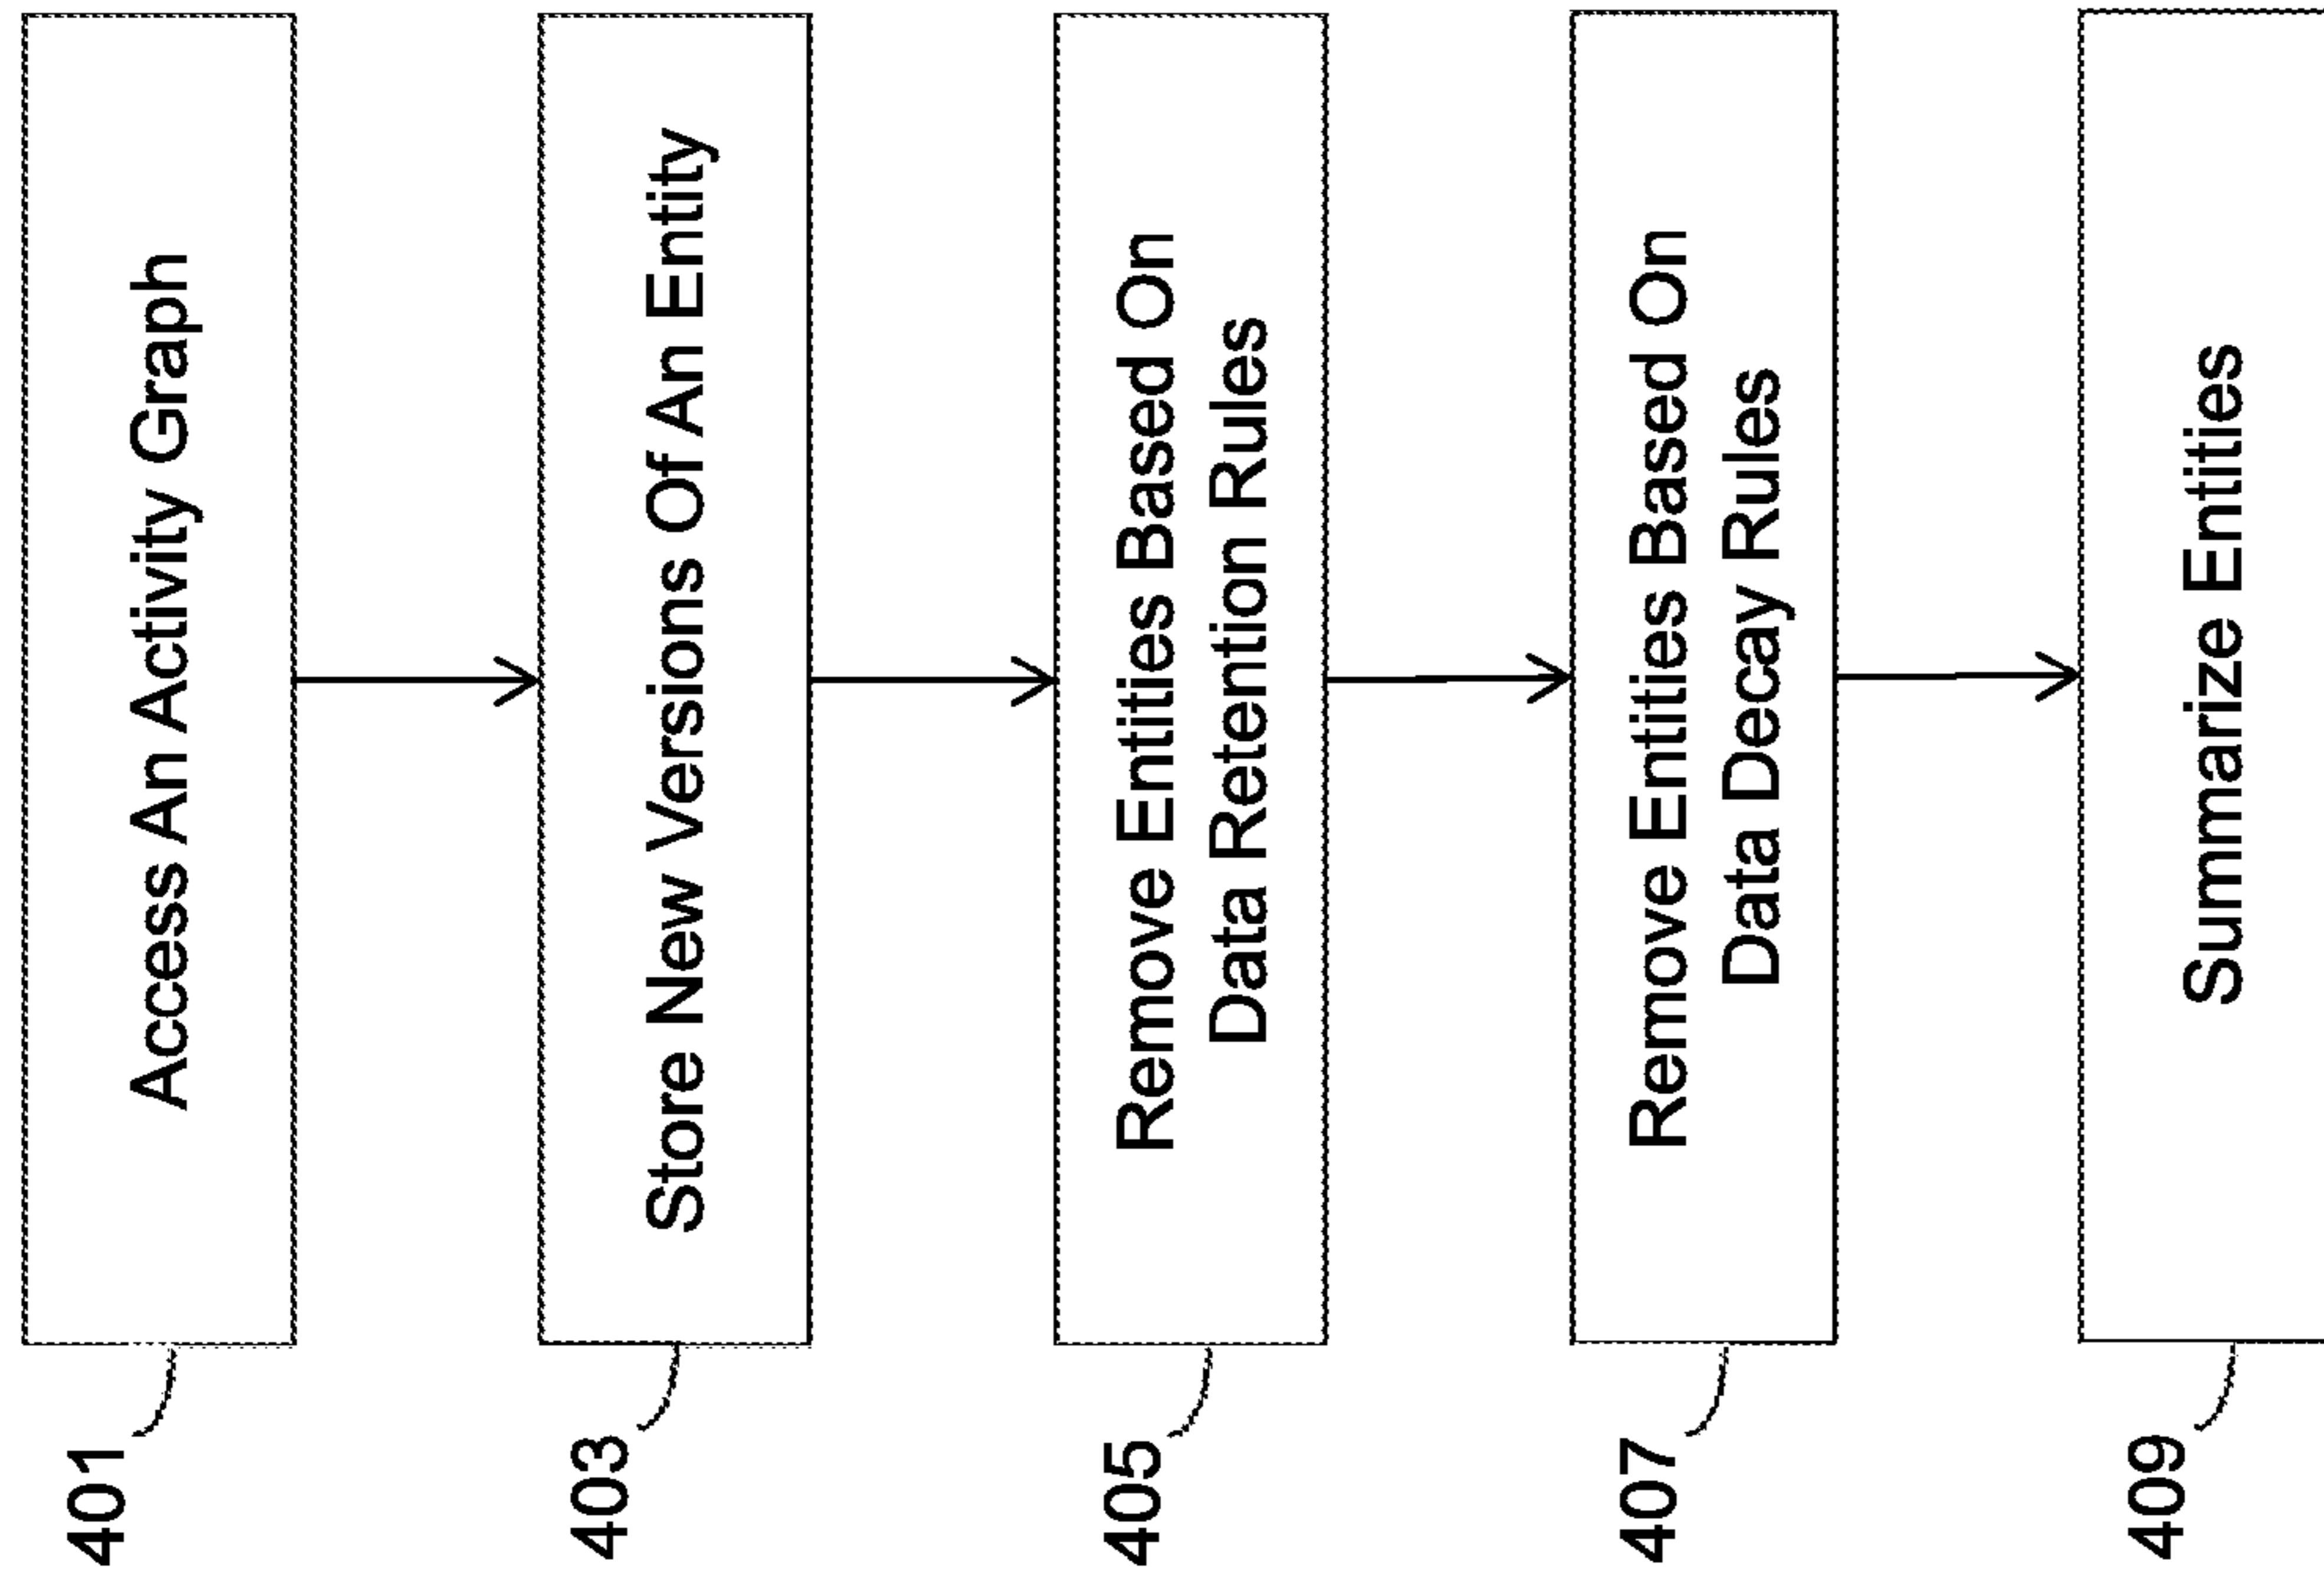 401
Access An Activity Graph
403
Store New Versions Of An Entity
405
Remove Entities Based On
Data Retention Rules
407
Remove Entities Based On
Data Decay Rules
409
Summarize Entities